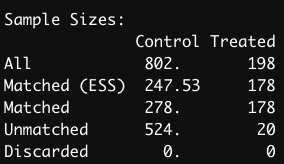 Sample Sizes:
Control Treated
All 802. 198
Matched (ESS) 247.53 178
Matched 278. 178
Unmatched 524. 20
Discarded 0. 0